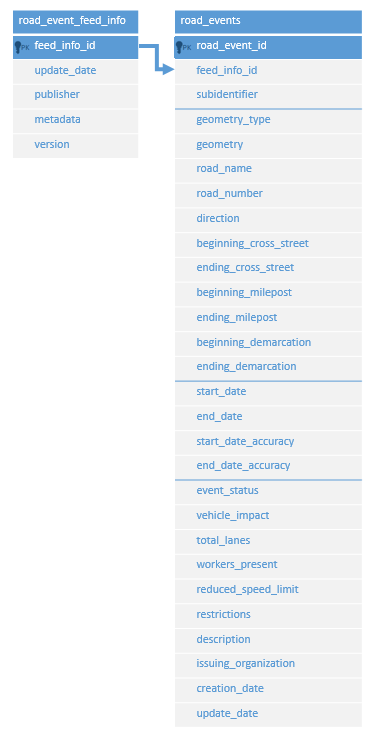 road_event_feed_info
PK feed_info_id
update_date
publisher
metadata
version
road_events
PK road_event_id
feed_info_id
subidentifier
geometry_type
geometry
road_name
road_number
direction
beginning_cross_street
ending_cross_street
beginning_milepost
ending_milepost
beginning_demarcation
ending_demarcation
start_date
end_date
start_date_accuracy
end_date_accuracy
event_status
vehicle_impact
total_lanes
workers_present
reduced_speed_limit
restrictions
description
issuing_organization
creation_date
update_date